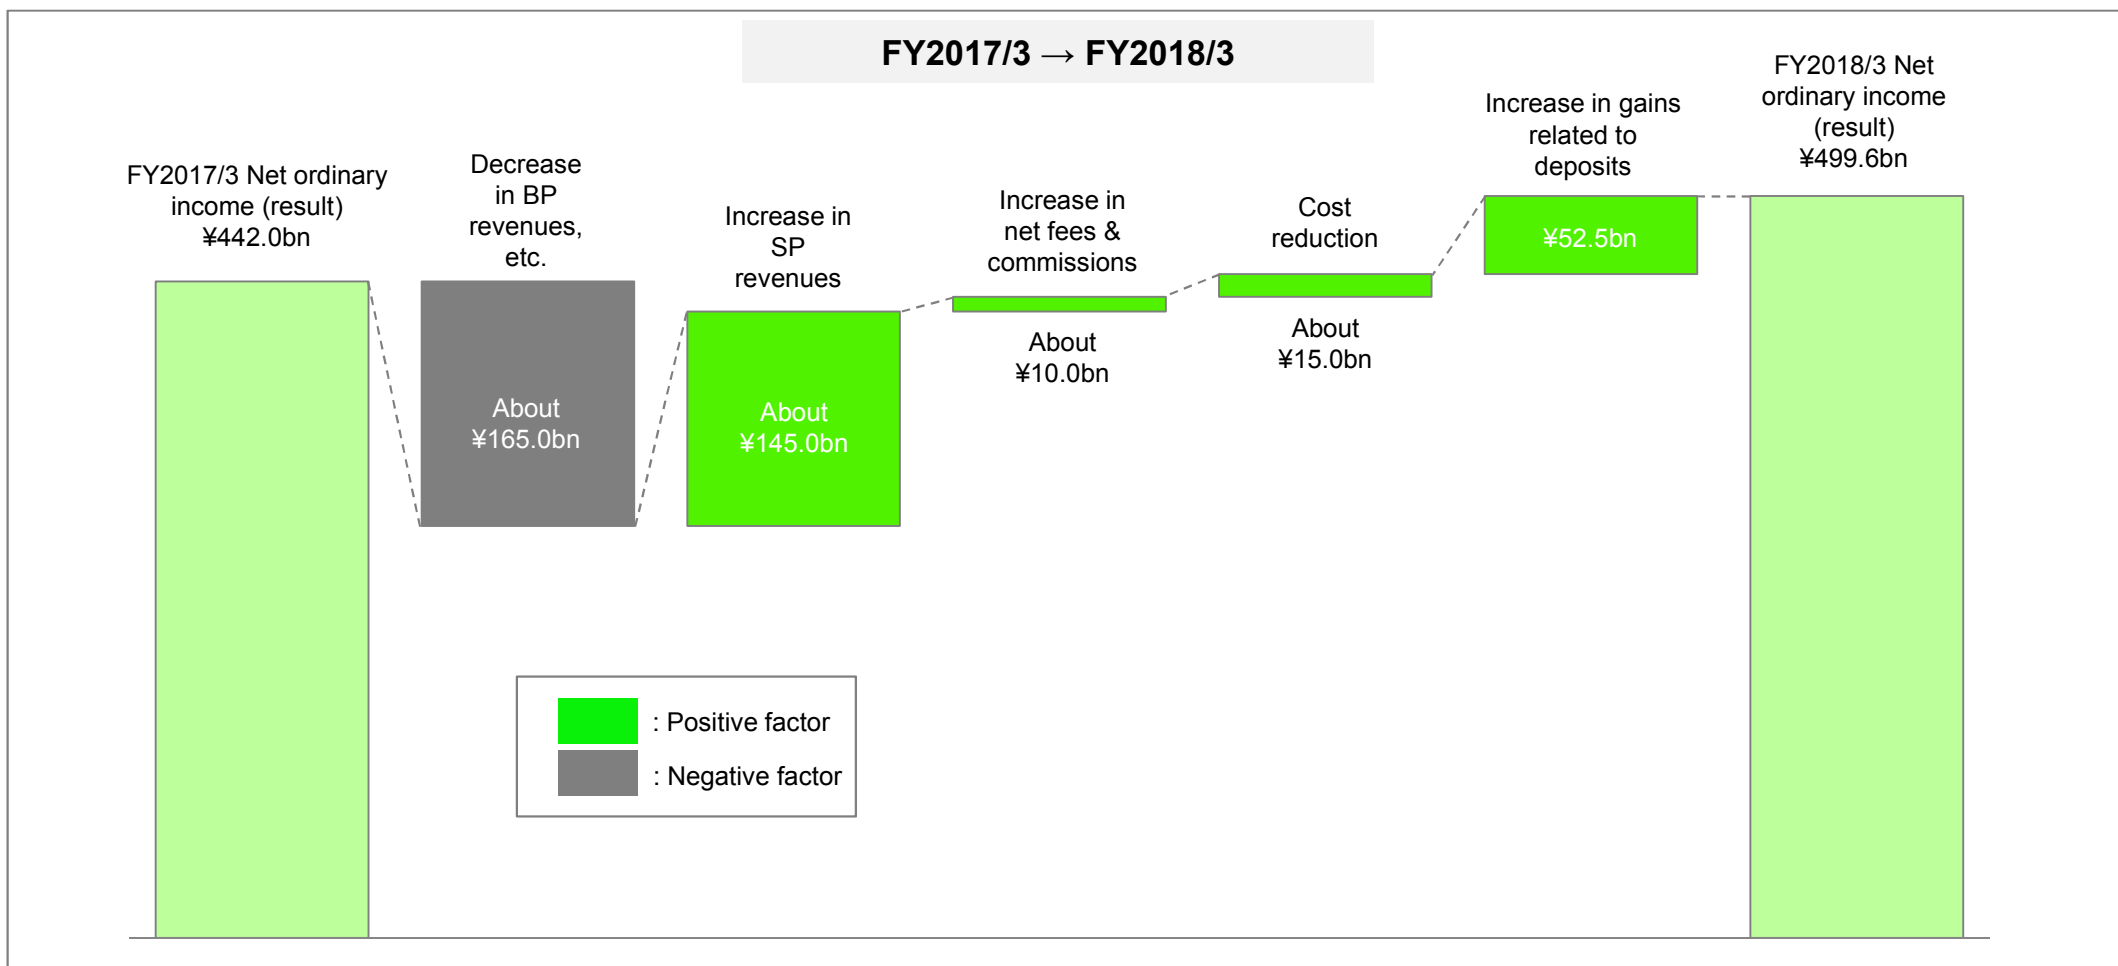 FY2017/3 → FY2018/3
FY2017/3 Net ordinary
income (result)
¥442.0bn
Decrease
in BP
revenues,
etc.
About
¥165.0bn
Increase in
SP
revenues
About
¥145.0bn
Increase in
net fees &
commissions
About
¥10.0bn
Cost
reduction
About
¥15.0bn
Increase in gains
related to
deposits
¥52.5bn
FY2018/3 Net
ordinary income
(result)
¥499.6bn
: Positive factor
: Negative factor